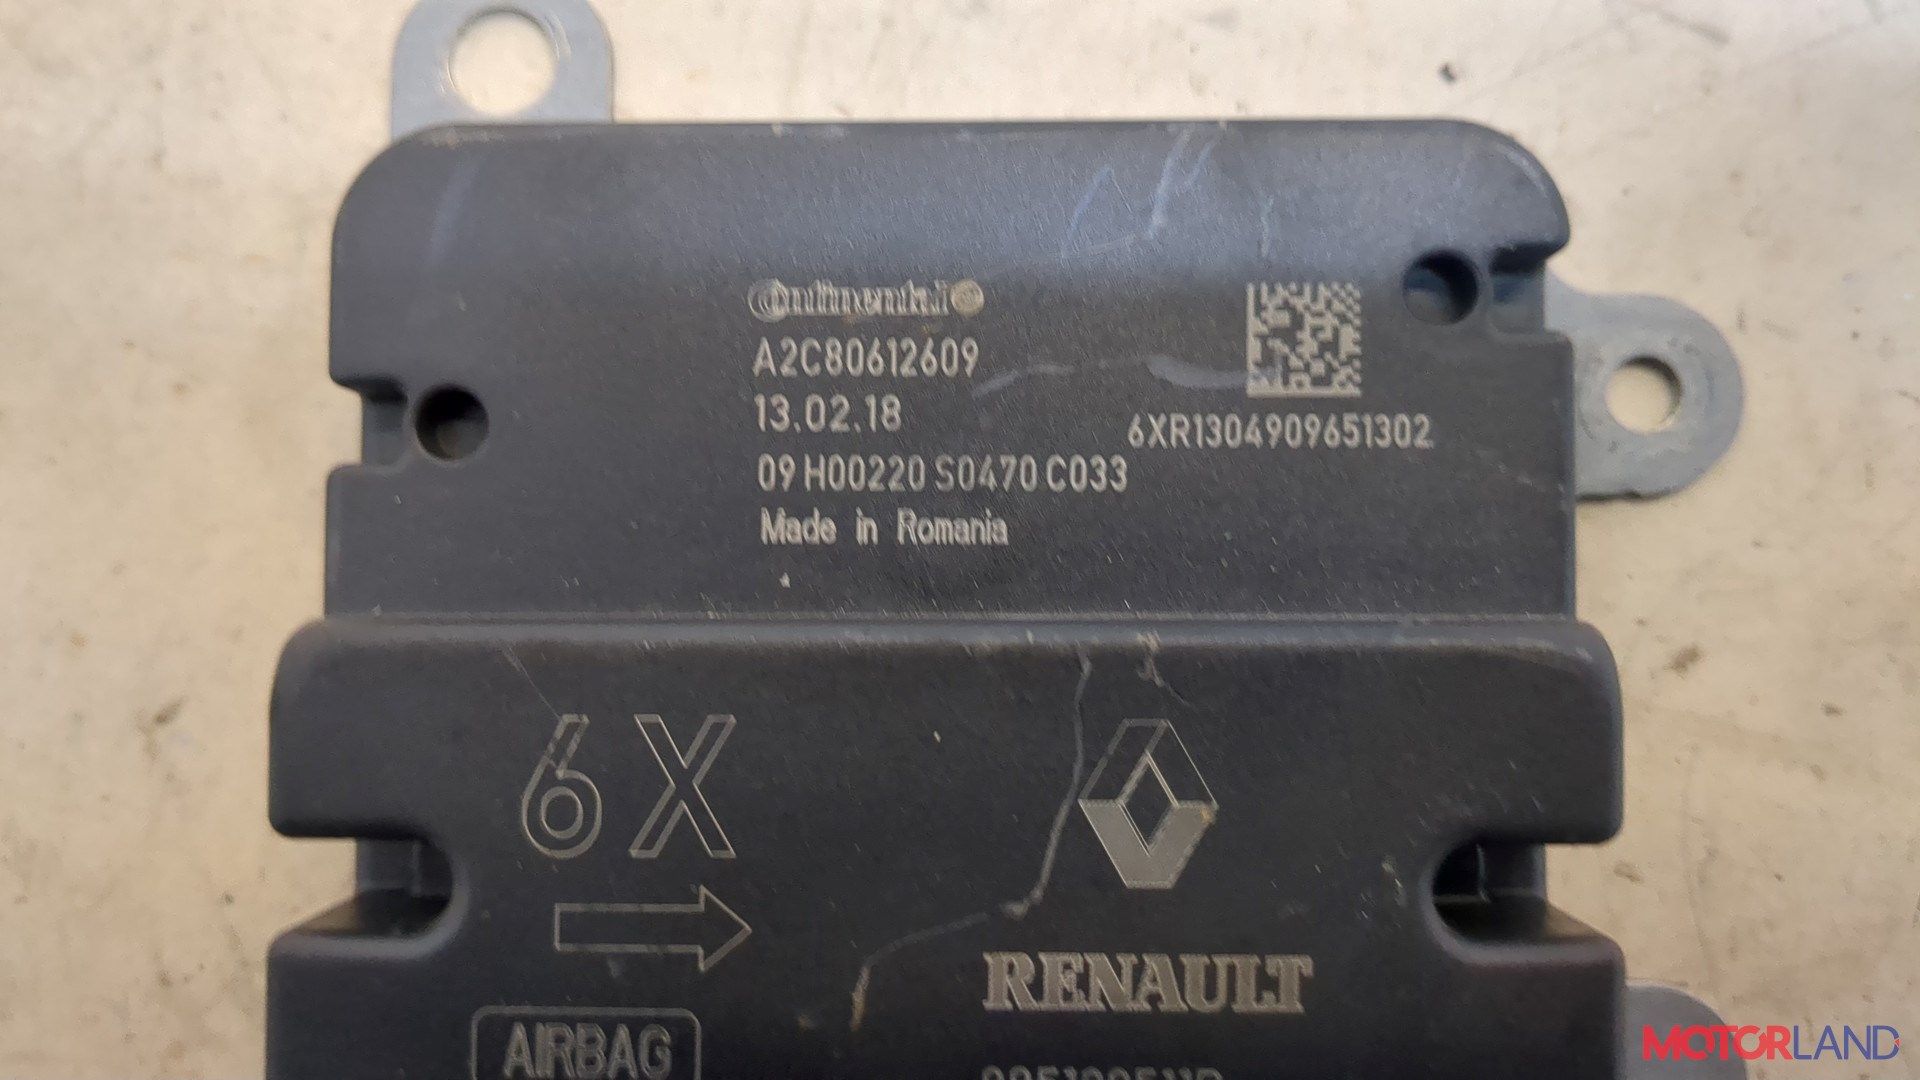 Continental
A2C80612609
13.02.18
6XR1304909651302
09 H00220 S0470 C033
Made in Romania
6X
RENAULT
AIRBAG
MOTORLAND